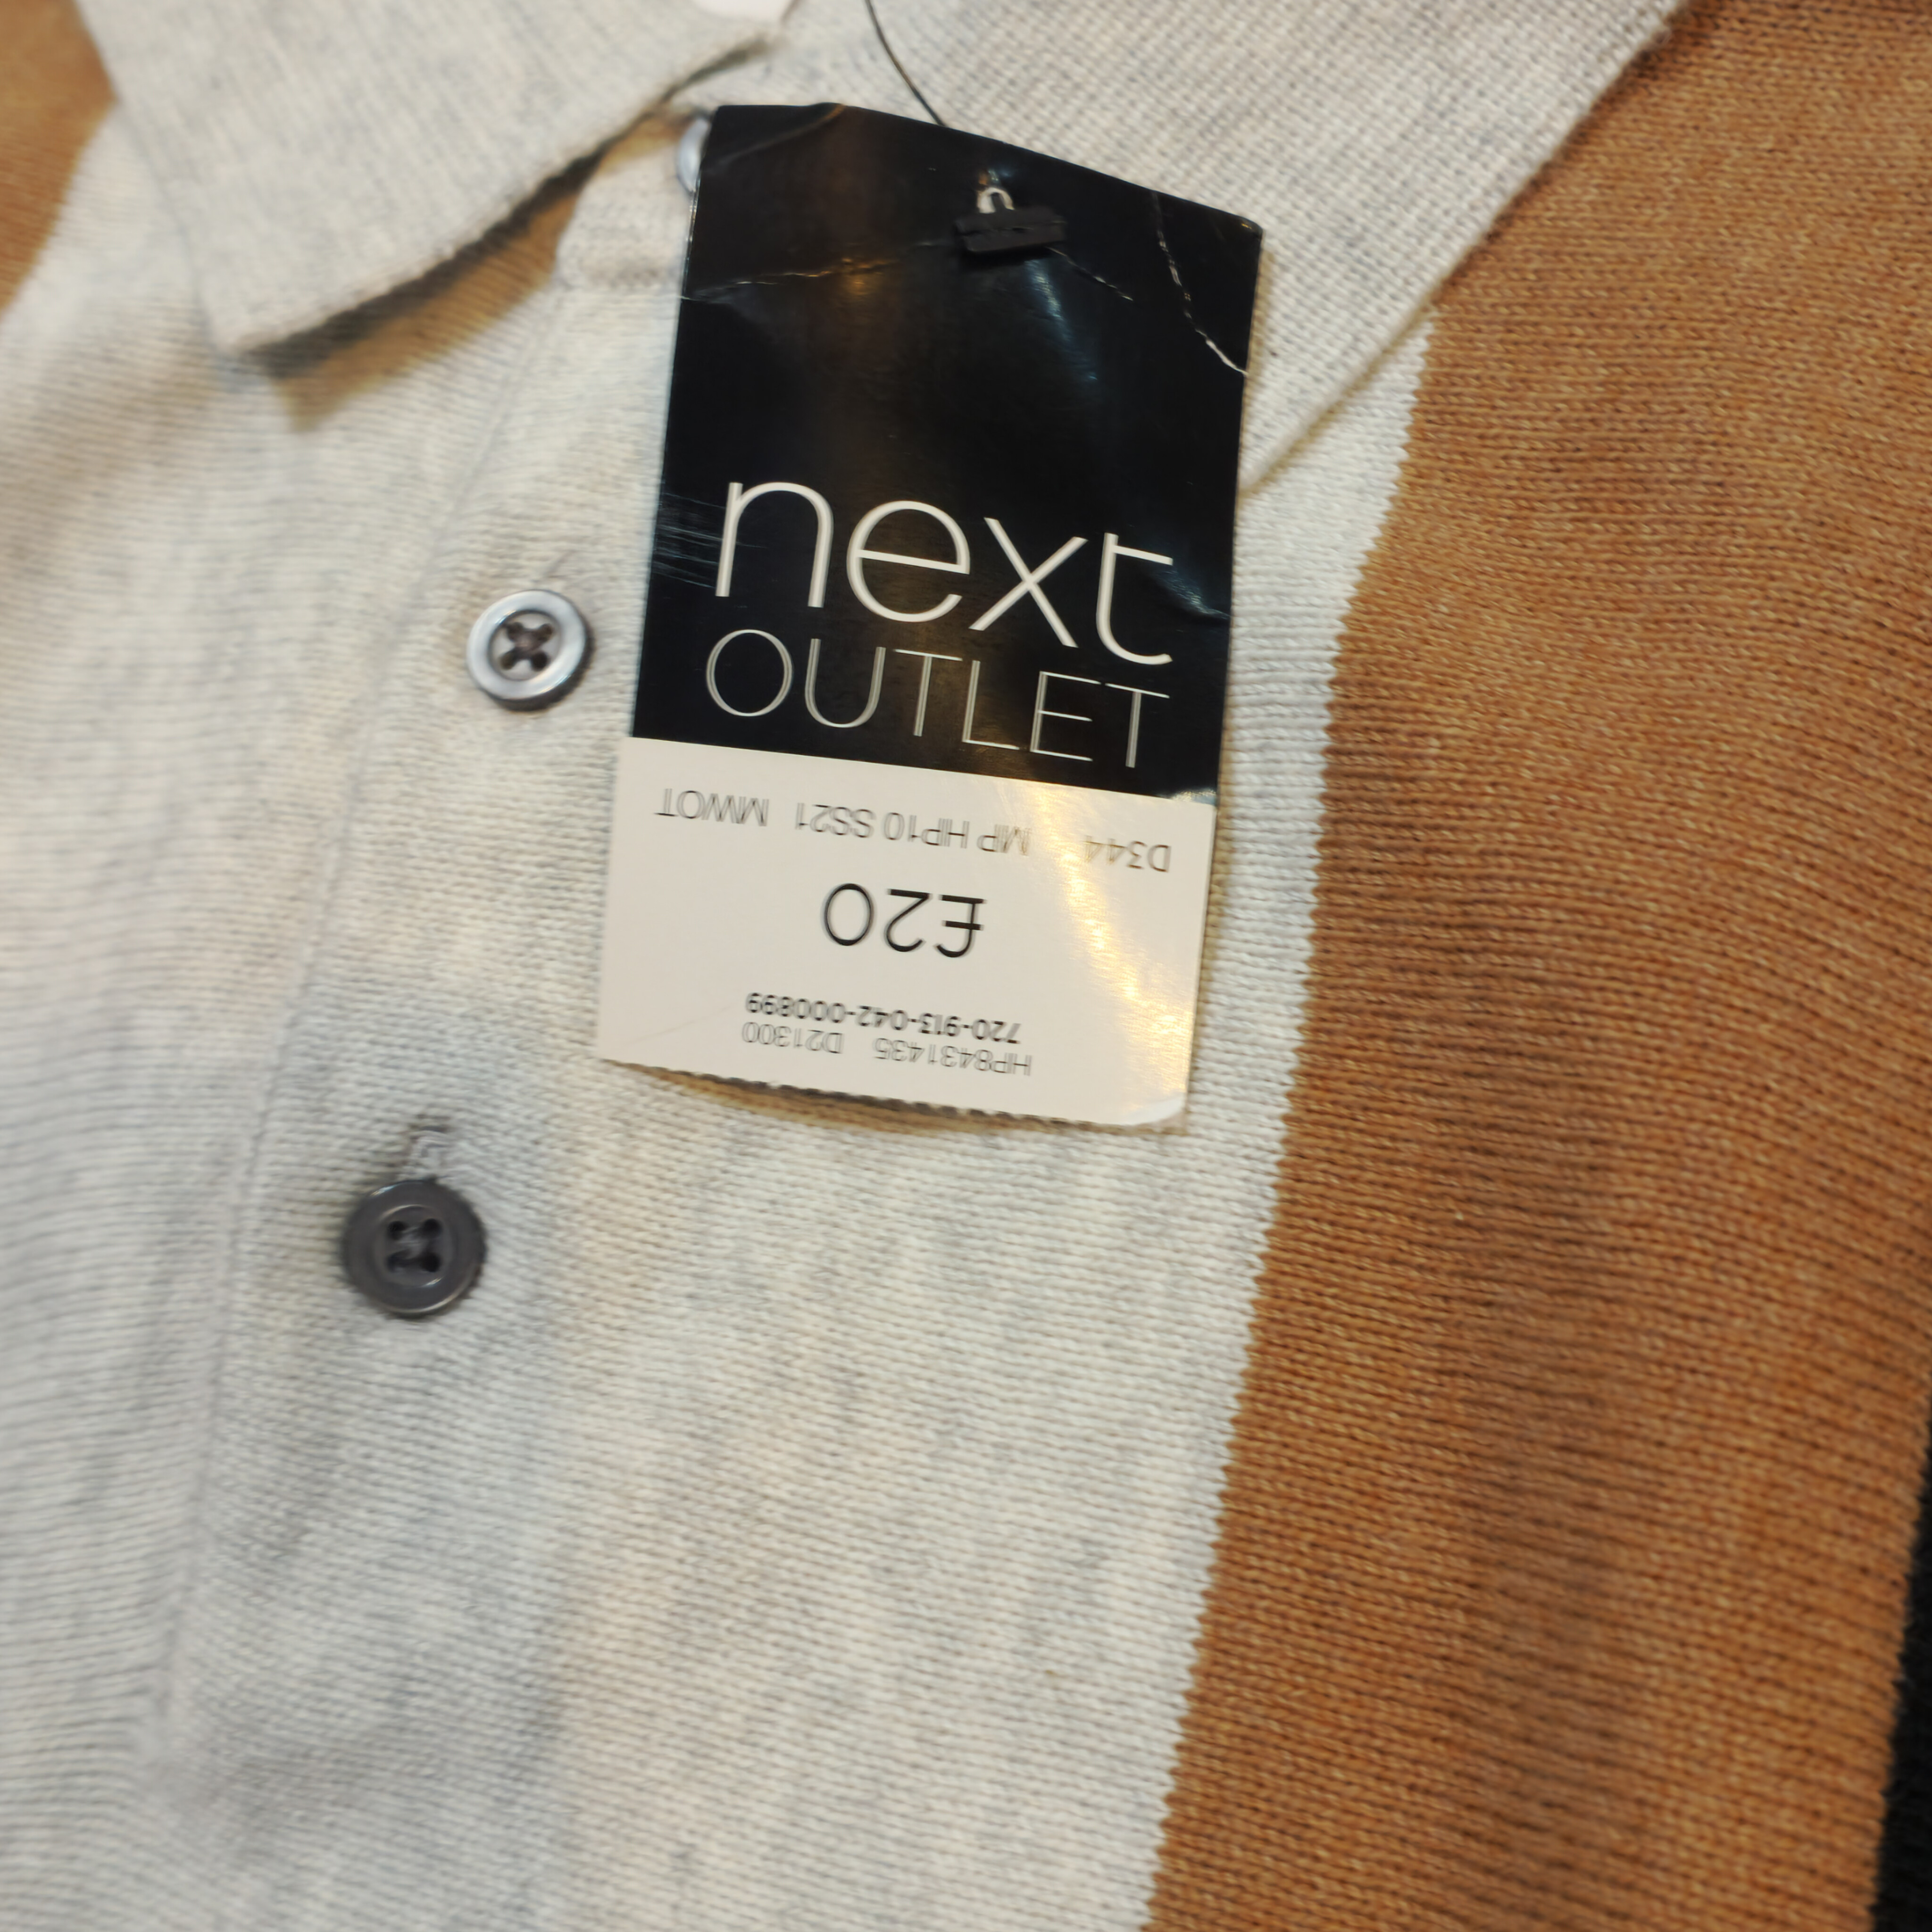 next
OUTLET
HP8431435 D21300
720-913-042-000899
£20
D344 MP HP10 SS21 MWOT